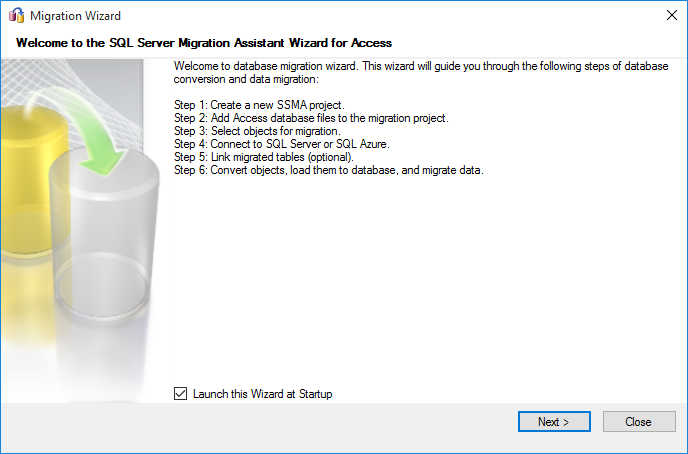 Migration Wizard
Welcome to the SQL Server Migration Assistant Wizard for Access
Welcome to database migration wizard. This wizard will guide you through the following steps of database
conversion and data migration:
Step 1: Create a new SSMA project.
Step 2: Add Access database files to the migration project.
Step 3: Select objects for migration.
Step 4: Connect to SQL Server or SQL Azure.
Step 5: Link migrated tables (optional).
Step 6: Convert objects, load them to database, and migrate data.
Launch this Wizard at Startup
Next >
Close